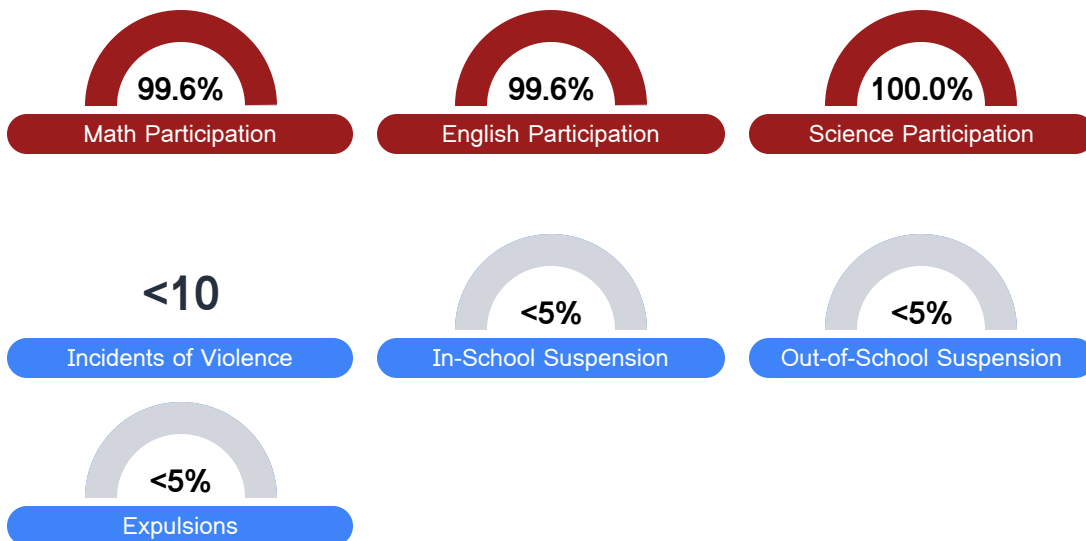 99.6%
Math Participation
99.6%
English Participation
100.0%
Science Participation
<10
Incidents of Violence
<5%
In-School Suspension
<5%
Out-of-School Suspension
<5%
Expulsions